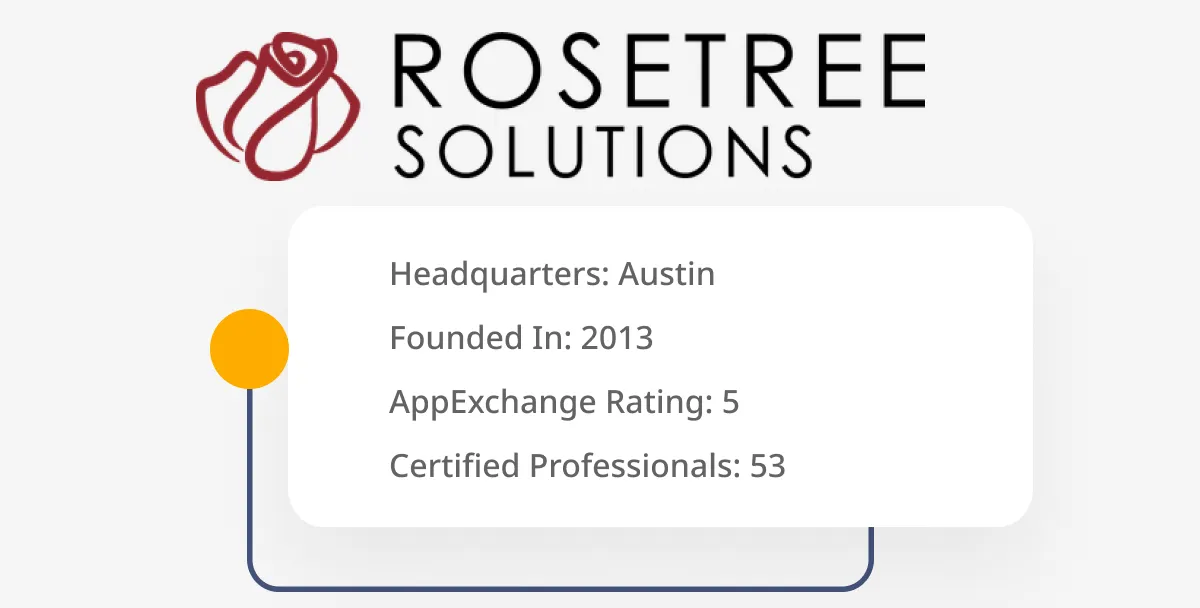 ROSETREE
SOLUTIONS
Headquarters: Austin
Founded In: 2013
AppExchange Rating: 5
Certified Professionals: 53